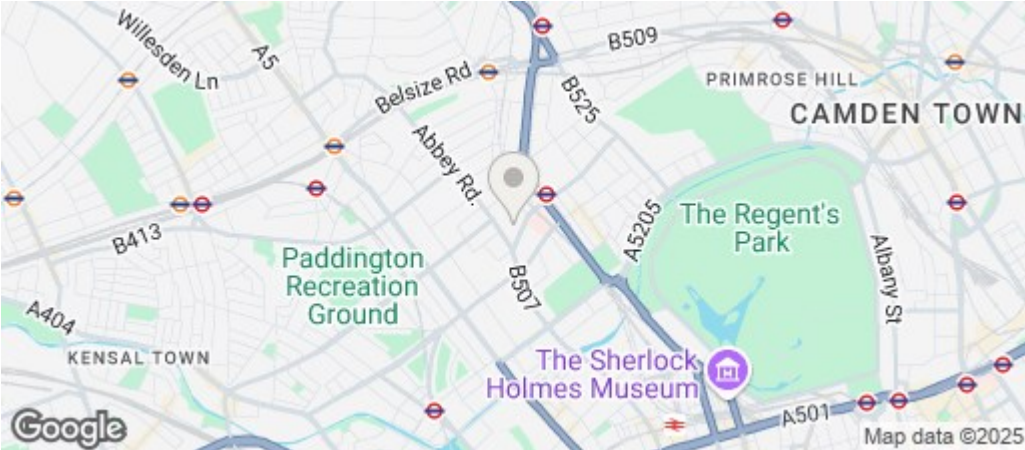 Willesden Ln
A5
B509
Belsize Rd
B525
PRIMROSE HILL
CAMDEN TOWN
Abbey Rd.
B413
A5205
The Regent's
Park
Albany St
Paddington
Recreation
Ground
B507
A404
KENSAL TOWN
The Sherlock
Holmes Museum
A501
Google
Map data ©2025